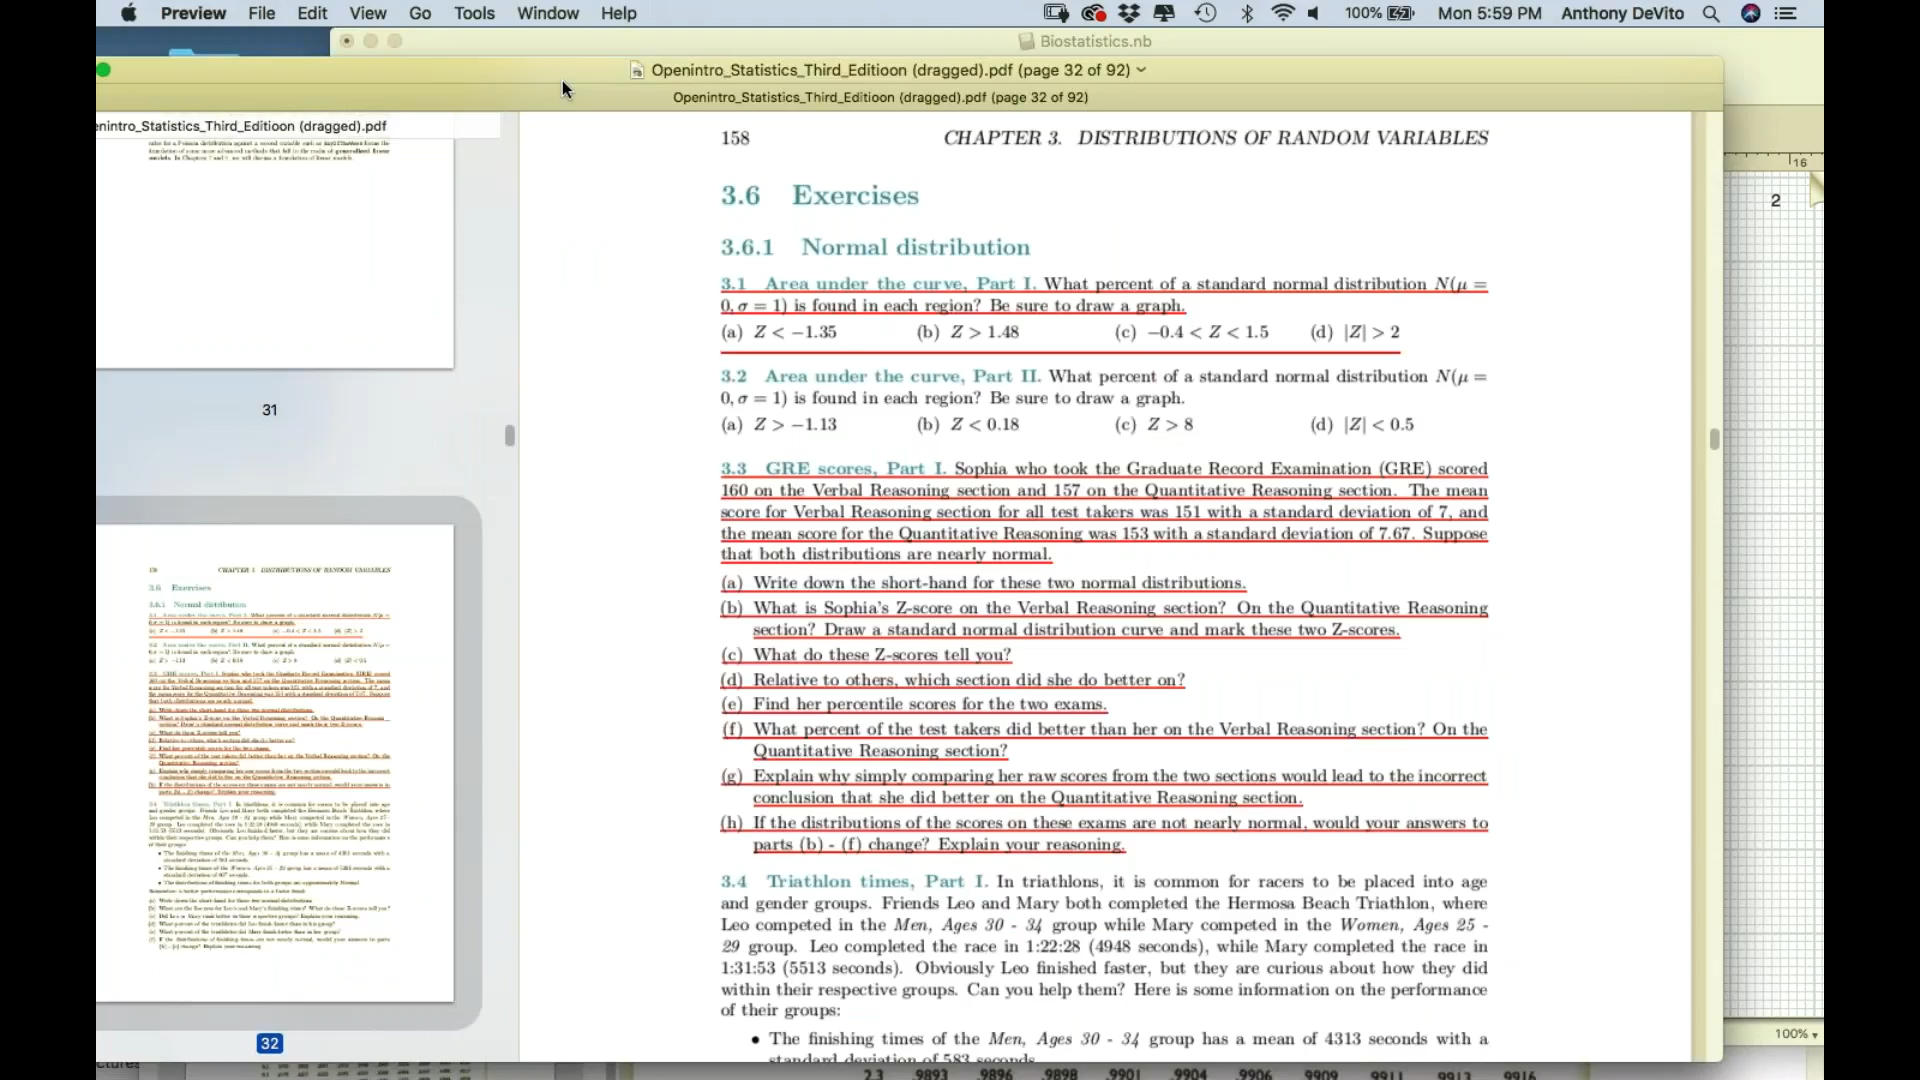 Preview File Edit View Go Tools Window Help 100% Mon 5:59 PM Anthony DeVito
Biostatistics.nb
Openintro_Statistics_Third_Editioon (dragged).pdf (page 32 of 92)
Openintro_Statistics_Third_Editioon (dragged).pdf (page 32 of 92)
enintro_Statistics_Third_Editioon (dragged).pdf
31
32
158 CHAPTER 3. DISTRIBUTIONS OF RANDOM VARIABLES
3.6 Exercises
3.6.1 Normal distribution
3.1 Area under the curve, Part I. What percent of a standard normal distribution N(μ =
0, σ = 1) is found in each region? Be sure to draw a graph.
(a) Z < −1.35 (b) Z > 1.48 (c) −0.4 < Z < 1.5 (d) |Z| > 2
3.2 Area under the curve, Part II. What percent of a standard normal distribution N(μ =
0, σ = 1) is found in each region? Be sure to draw a graph.
(a) Z > −1.13 (b) Z < 0.18 (c) Z > 8 (d) |Z| < 0.5
3.3 GRE scores, Part I. Sophia who took the Graduate Record Examination (GRE) scored
160 on the Verbal Reasoning section and 157 on the Quantitative Reasoning section. The mean
score for Verbal Reasoning section for all test takers was 151 with a standard deviation of 7, and
the mean score for the Quantitative Reasoning was 153 with a standard deviation of 7.67. Suppose
that both distributions are nearly normal.
(a) Write down the short-hand for these two normal distributions.
(b) What is Sophia's Z-score on the Verbal Reasoning section? On the Quantitative Reasoning
section? Draw a standard normal distribution curve and mark these two Z-scores.
(c) What do these Z-scores tell you?
(d) Relative to others, which section did she do better on?
(e) Find her percentile scores for the two exams.
(f) What percent of the test takers did better than her on the Verbal Reasoning section? On the
Quantitative Reasoning section?
(g) Explain why simply comparing her raw scores from the two sections would lead to the incorrect
conclusion that she did better on the Quantitative Reasoning section.
(h) If the distributions of the scores on these exams are not nearly normal, would your answers to
parts (b) - (f) change? Explain your reasoning.
3.4 Triathlon times, Part I. In triathlons, it is common for racers to be placed into age
and gender groups. Friends Leo and Mary both completed the Hermosa Beach Triathlon, where
Leo competed in the Men, Ages 30 - 34 group while Mary competed in the Women, Ages 25 -
29 group. Leo completed the race in 1:22:28 (4948 seconds), while Mary completed the race in
1:31:53 (5513 seconds). Obviously Leo finished faster, but they are curious about how they did
within their respective groups. Can you help them? Here is some information on the performance
of their groups:
• The finishing times of the Men, Ages 30 - 34 group has a mean of 4313 seconds with a
standard deviation of 583 seconds.
16
2
100%
2.3 .9893 .9896 .9898 .9901 .9904 .9906 .9909 .9911 .9913 .9916